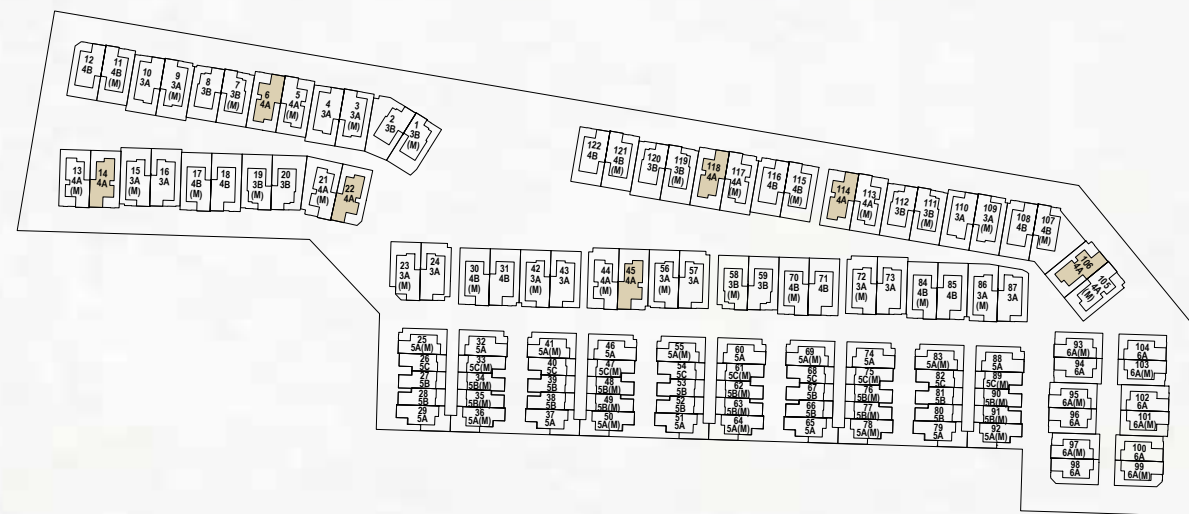 12
4B
11
4B
(M)
10
3A
9
3A
(M)
8
3B
7
3B
(M)
6
4A
5
4A
(M)
4
3A
3
3A
(M)
2
3B
1
3B
(M)
13
4A
(M)
14
4A
15
3A
(M)
16
3A
17
4B
(M)
18
4B
19
3B
(M)
20
3B
21
4A
(M)
22
4A
122
4B
121
4B
(M)
120
3B
119
3B
(M)
118
4A
117
4A
(M)
116
4B
115
4B
(M)
114
4A
113
4A
(M)
112
3B
111
3B
(M)
110
3A
109
3A
(M)
108
4B
107
4B
(M)
106
4A
105
4A
(M)
23
3A
(M)
24
3A
30
4B
(M)
31
4B
42
3A
(M)
43
3A
44
4A
(M)
45
4A
56
3A
(M)
57
3A
58
3B
(M)
59
3B
70
4B
(M)
71
4B
72
3A
(M)
73
3A
84
4B
(M)
85
4B
86
3A
(M)
87
3A
25
5A(M)
26
5C
27
5B
28
5B
29
5A
32
5A
33
5C(M)
34
5B(M)
35
5B(M)
36
5A(M)
41
5A(M)
40
5C
39
5B
38
5B
37
5A
46
5A
47
5C(M)
48
5B(M)
49
5B(M)
50
5A(M)
55
5A(M)
54
5C
53
5B
52
5B
51
5A
60
5A
61
5C(M)
62
5B(M)
63
5B(M)
64
5A(M)
69
5A(M)
68
5C
67
5B
66
5B
65
5A
74
5A
75
5C(M)
76
5B(M)
77
5B(M)
78
5A(M)
83
5A(M)
82
5C
81
5B
80
5B
79
5A
88
5A
89
5C(M)
90
5B(M)
91
5B(M)
92
5A(M)
93
6A(M)
94
6A
95
6A(M)
96
6A
97
6A(M)
98
6A
104
6A
103
6A(M)
102
6A
101
6A(M)
100
6A
99
6A(M)